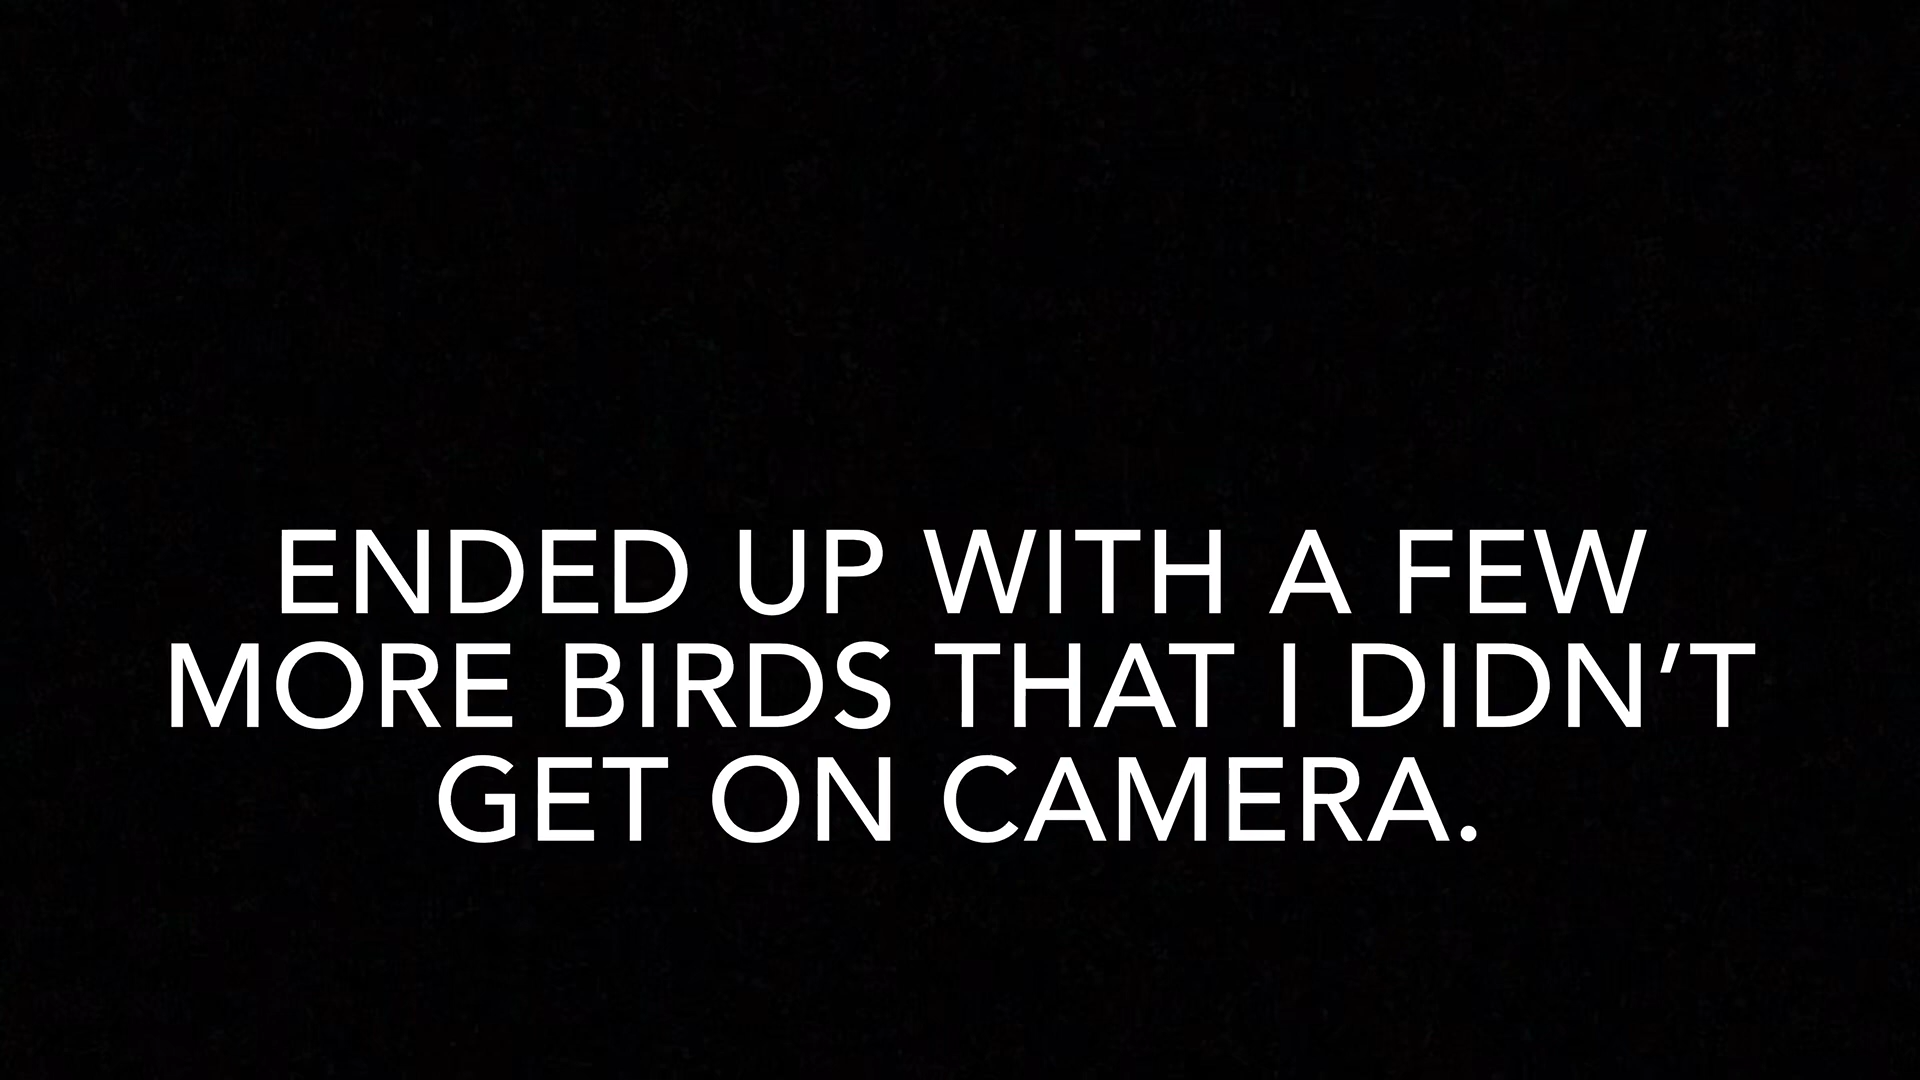 ENDED UP WITH A FEW
MORE BIRDS THAT I DIDN’T
GET ON CAMERA.